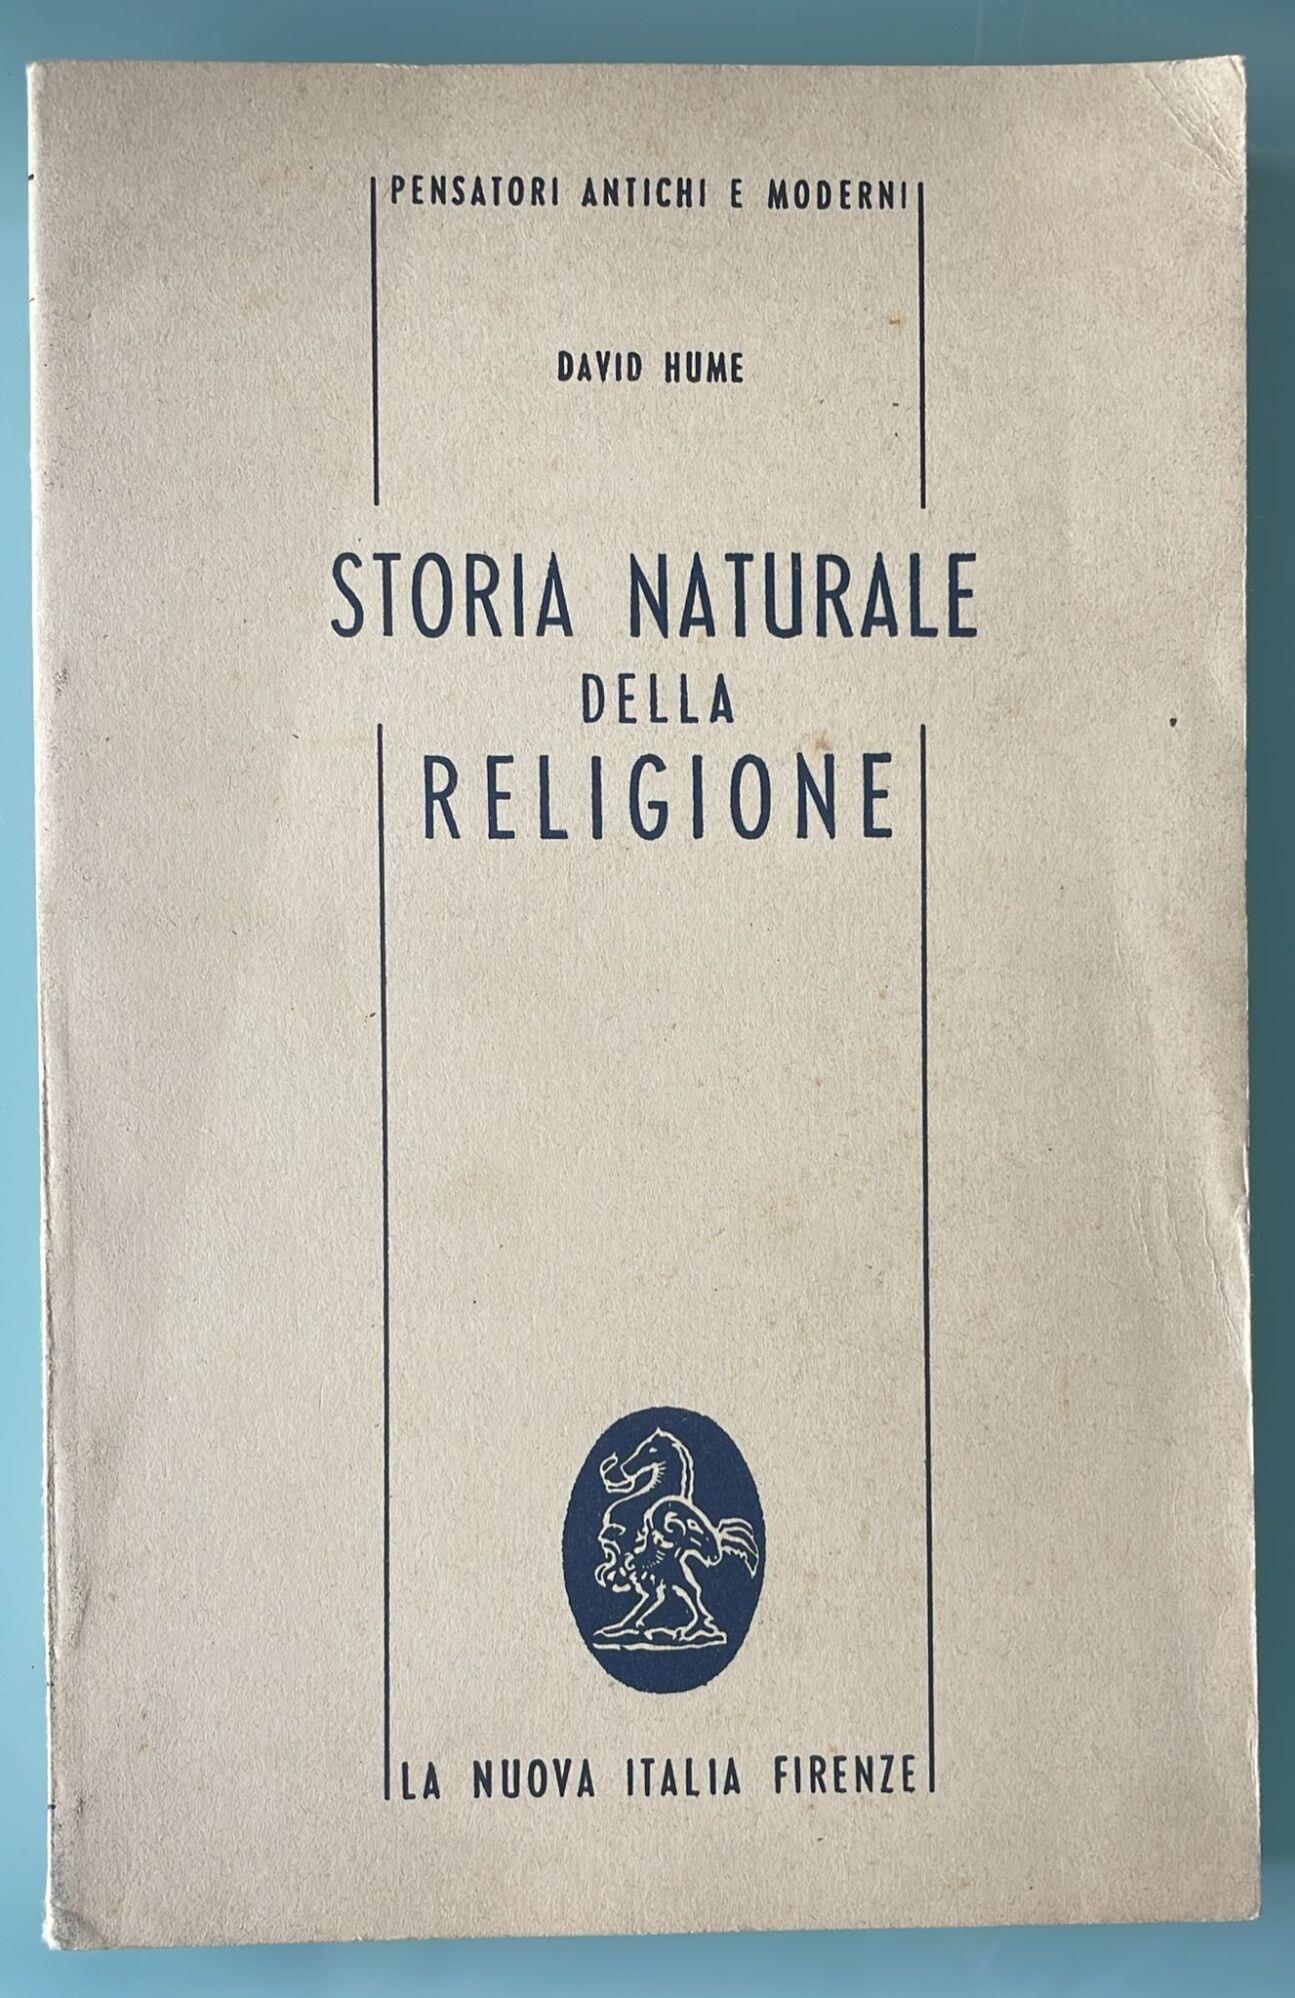 PENSATORI ANTICHI E MODERNI
DAVID HUME
STORIA NATURALE
DELLA
RELIGIONE
LA NUOVA ITALIA FIRENZE